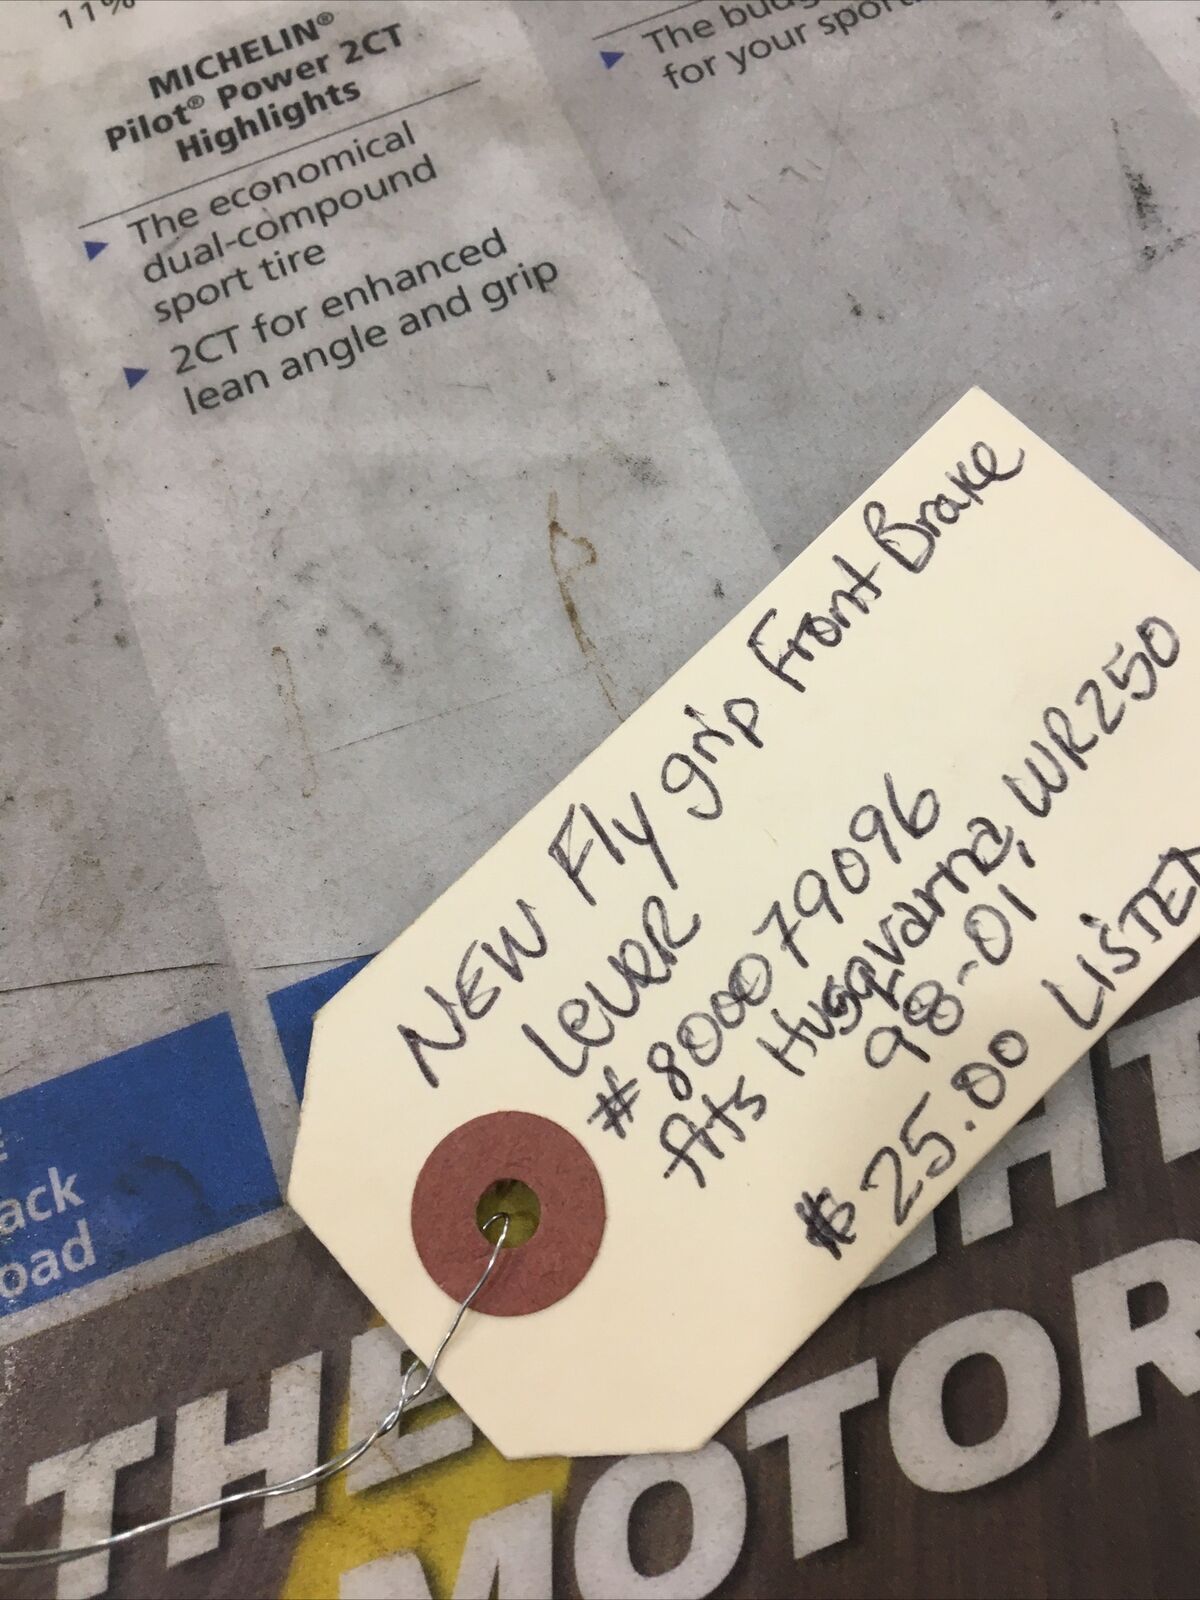 11%
MICHELIN®
Pilot® Power 2CT
Highlights
▶ The economical
dual-compound
sport tire
▶ 2CT for enhanced
lean angle and grip
▶ The
for your sport
NEW Fly grip Front Brake
LEVER
# 800079096
fits Husqvarna, WR250
98-01
$25.00 LISTED
ack
oad
THE
MOTOR